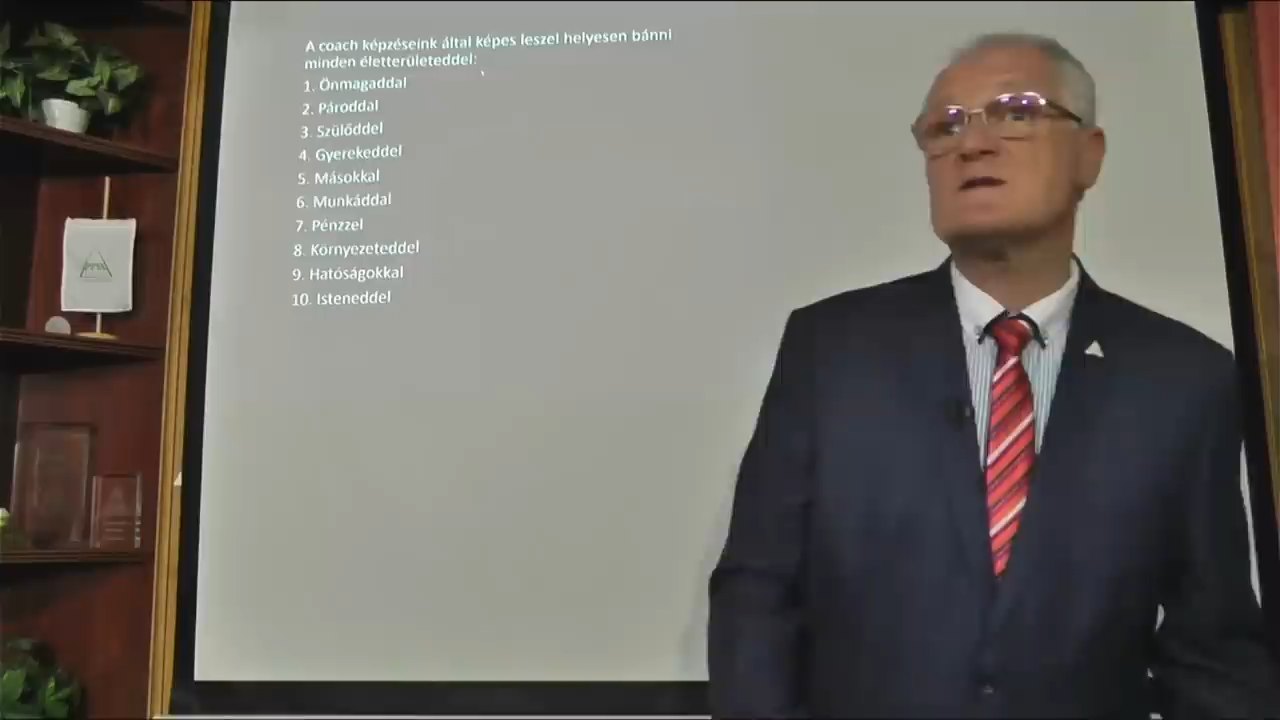 A coach képzéseink által képes leszel helyesen bánni
minden életterületeddel:
1. Önmagaddal
2. Pároddal
3. Szülőddel
4. Gyerekeddel
5. Másokkal
6. Munkáddal
7. Pénzzel
8. Környezeteddel
9. Hatóságokkal
10. Isteneddel